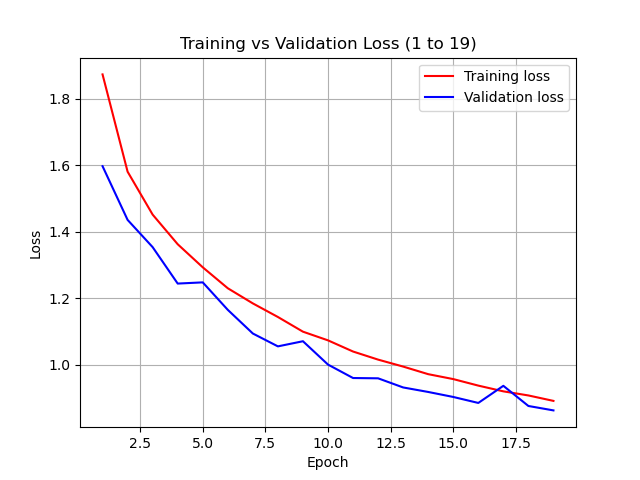 Training vs Validation Loss (1 to 19)
Training loss
Validation loss
Loss
1.8
1.6
1.4
1.2
1.0
2.5 5.0 7.5 10.0 12.5 15.0 17.5
Epoch